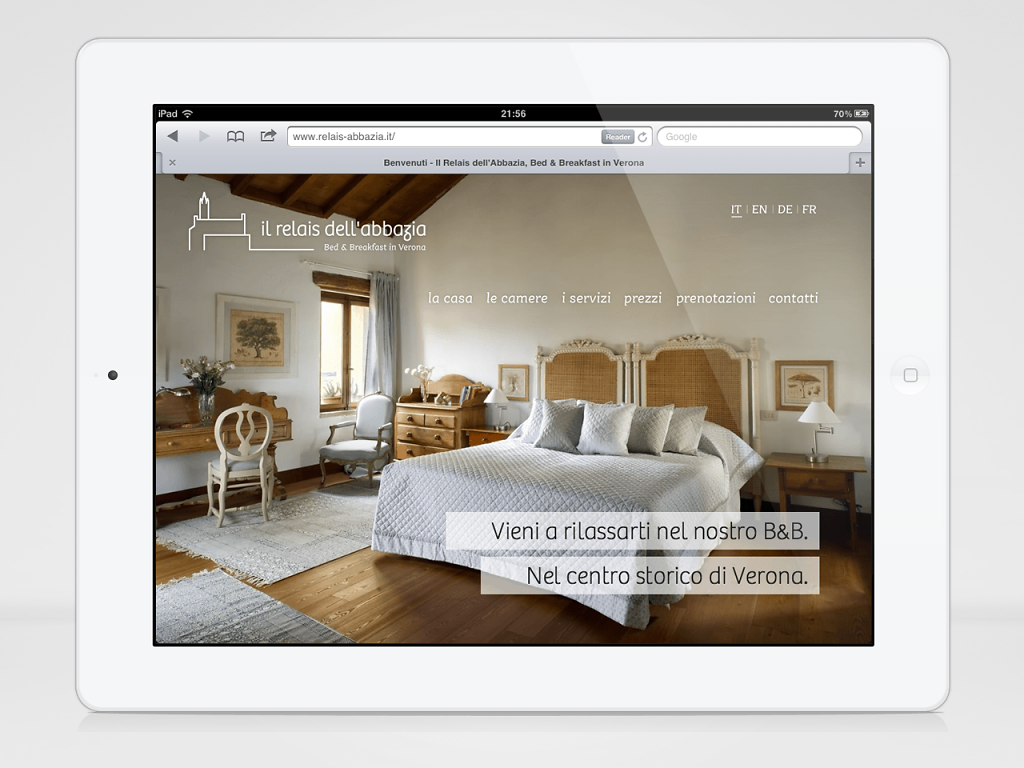 iPad 21:56 70%
www.relais-abbazia.it/ Reader Google
Benvenuti - Il Relais dell'Abbazia, Bed & Breakfast in Verona
IT | EN | DE | FR
il relais dell'abbazia
Bed & Breakfast in Verona
la casa le camere i servizi prezzi prenotazioni contatti
Vieni a rilassarti nel nostro B&B.
Nel centro storico di Verona.